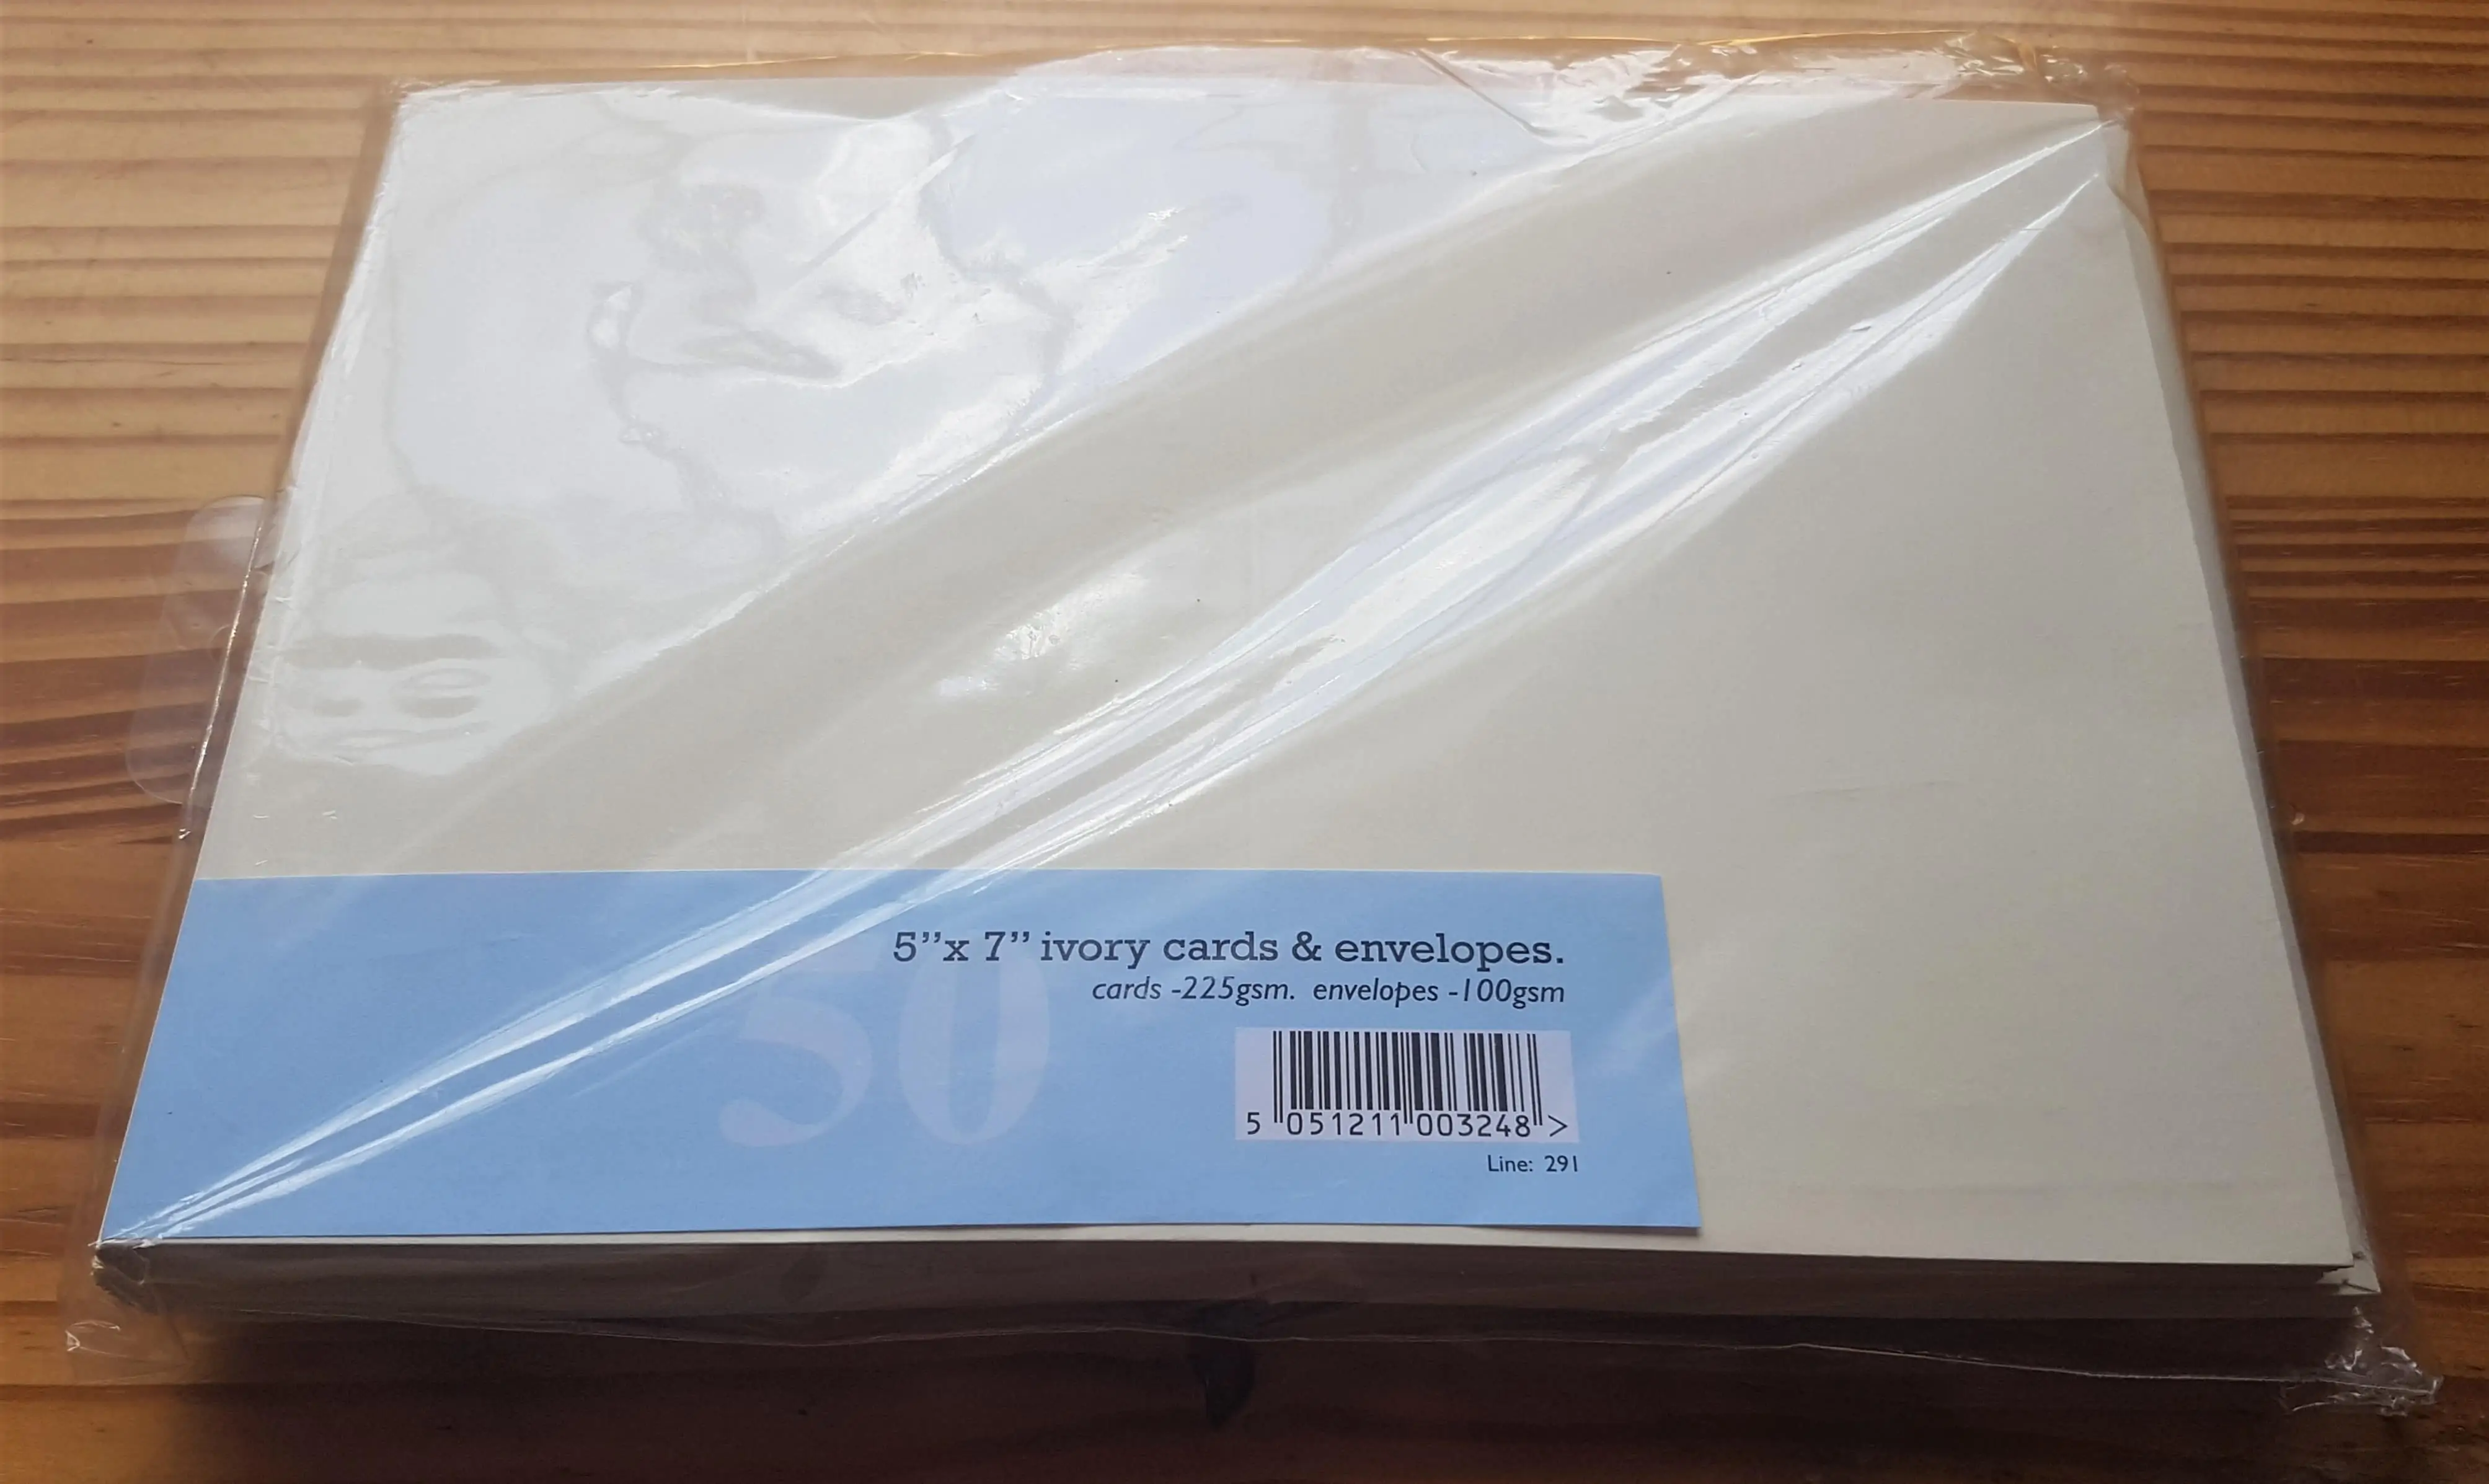 5”x 7” ivory cards & envelopes.
cards -225gsm. envelopes -100gsm
50
5 051211 003248 >
Line: 291